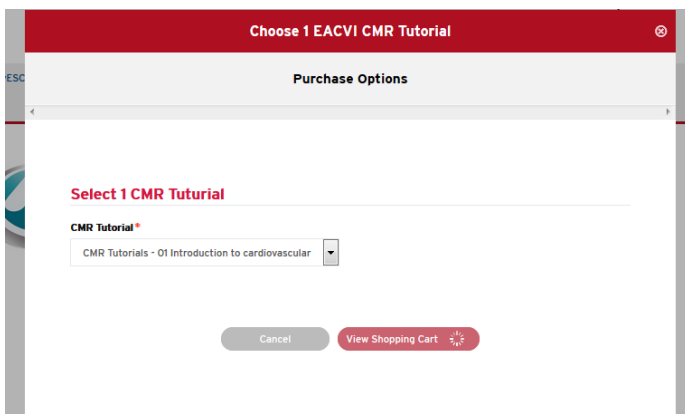 Choose 1 EACVI CMR Tutorial
Purchase Options
ESC
Select 1 CMR Tuturial
CMR Tutorial*
CMR Tutorials - 01 Introduction to cardiovascular
Cancel
View Shopping Cart